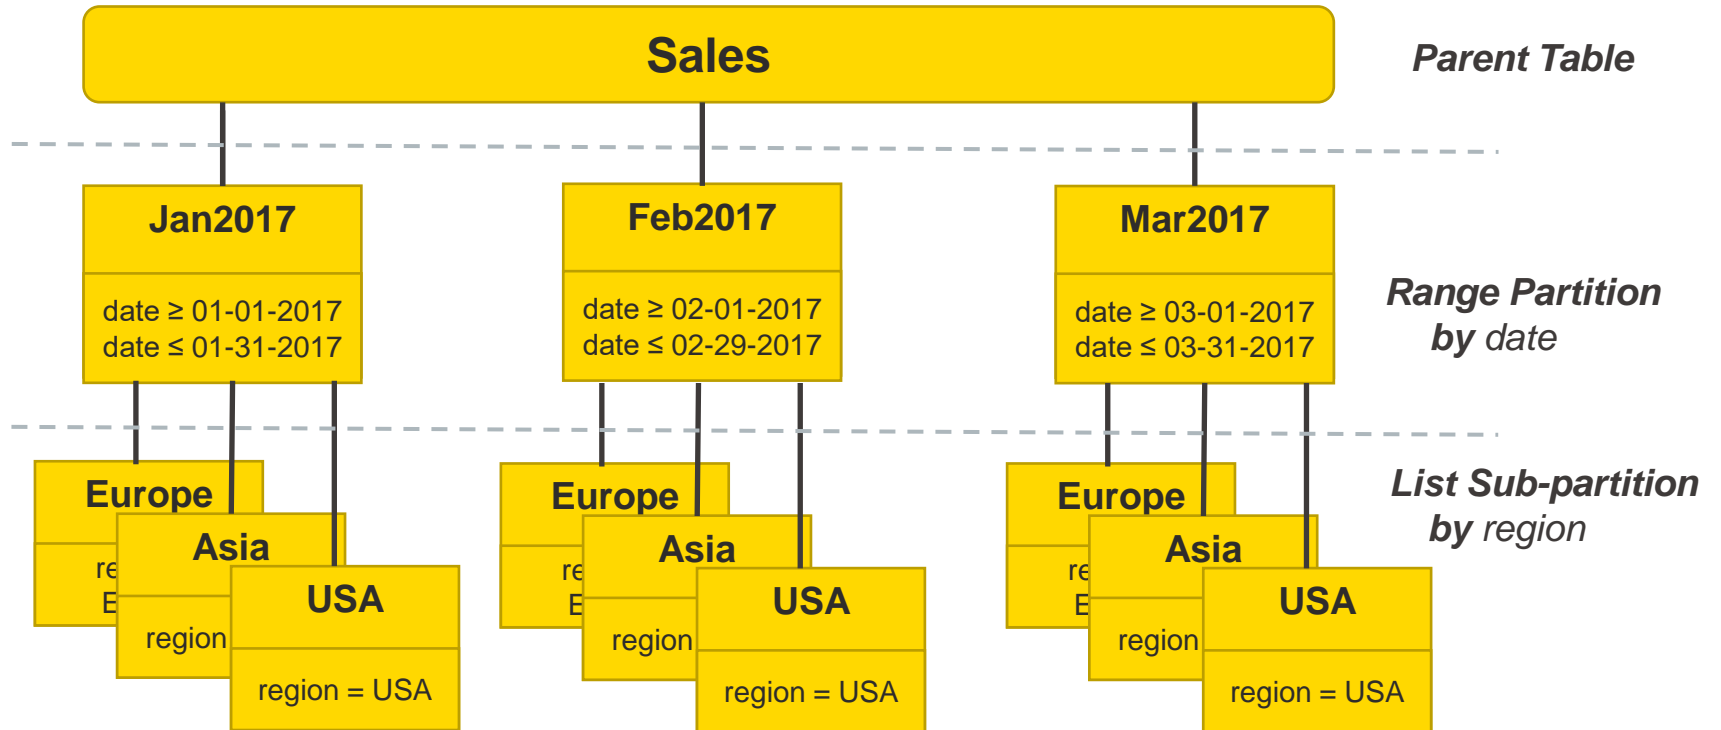 Sales
Parent Table
Jan2017
Feb2017
Mar2017
date ≥ 01-01-2017
date ≤ 01-31-2017
date ≥ 02-01-2017
date ≤ 02-29-2017
date ≥ 03-01-2017
date ≤ 03-31-2017
Range Partition
by date
Europe
Asia
region
USA
region = USA
Europe
Asia
region
USA
region = USA
Europe
Asia
region
USA
region = USA
List Sub-partition
by region